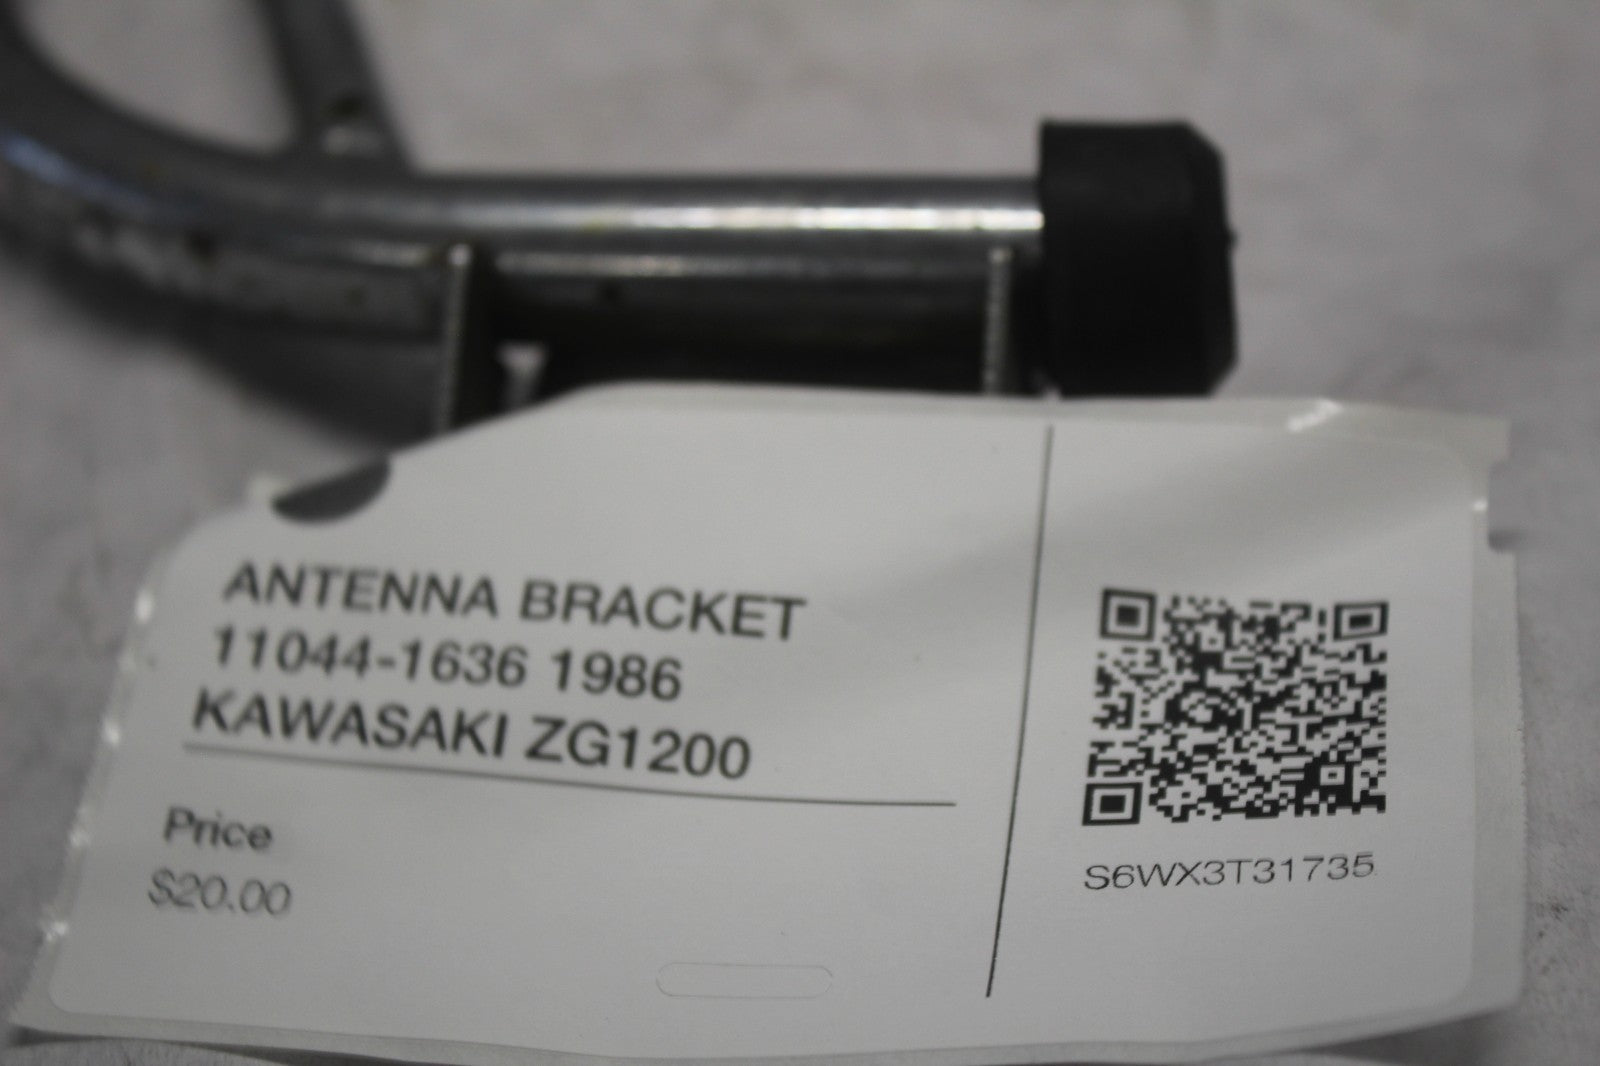 ANTENNA BRACKET
11044-1636 1986
KAWASAKI ZG1200
Price
$20.00
S6WX3T31735